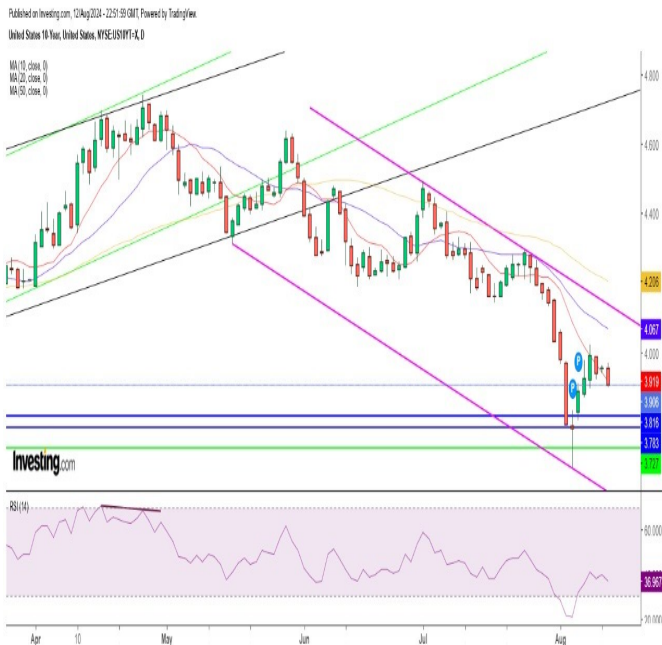 Published on Investing.com, 12/Aug/2024 - 22:51:59 GMT, Powered by TradingView.
United States 10-Year, United States, NYSE:US10YT=X, D
MA (10, close, 0)
MA (20, close, 0)
MA (50, close, 0)
4.800
4.600
4.400
4.206
4.067
4.000
3.919
3.906
3.816
3.783
3.727
P
P
Investing.com
RSI (14)
60.000
36.967
20.000
Apr 10 May Jun Jul Aug